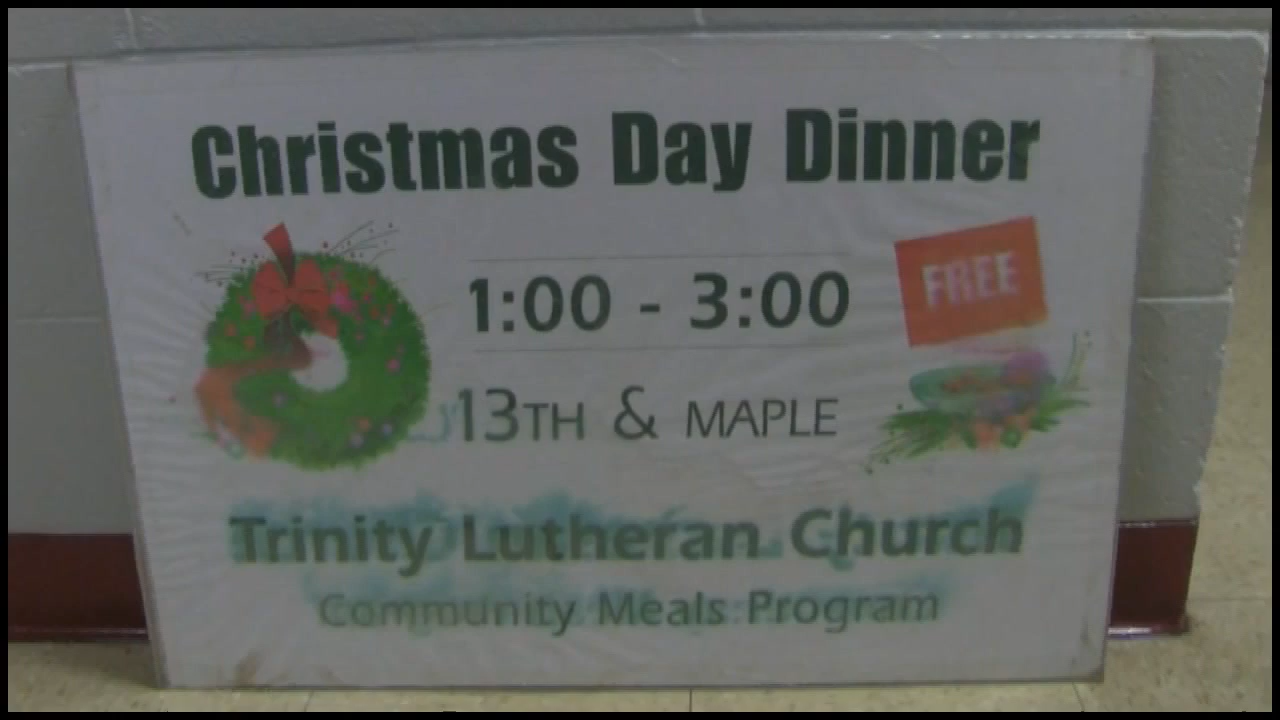 Christmas Day Dinner
1:00 - 3:00
FREE
13TH & MAPLE
Trinity Lutheran Church
Community Meals Program